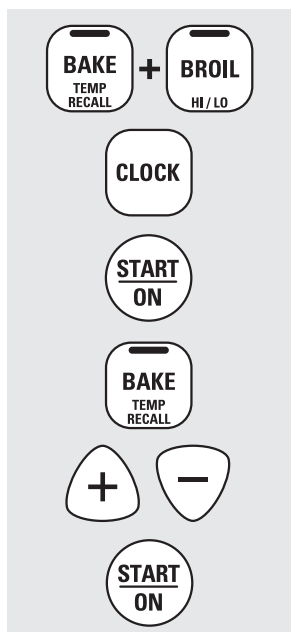 BAKE
TEMP
RECALL
+
BROIL
HI / LO
CLOCK
START
ON
BAKE
TEMP
RECALL
+ −
START
ON